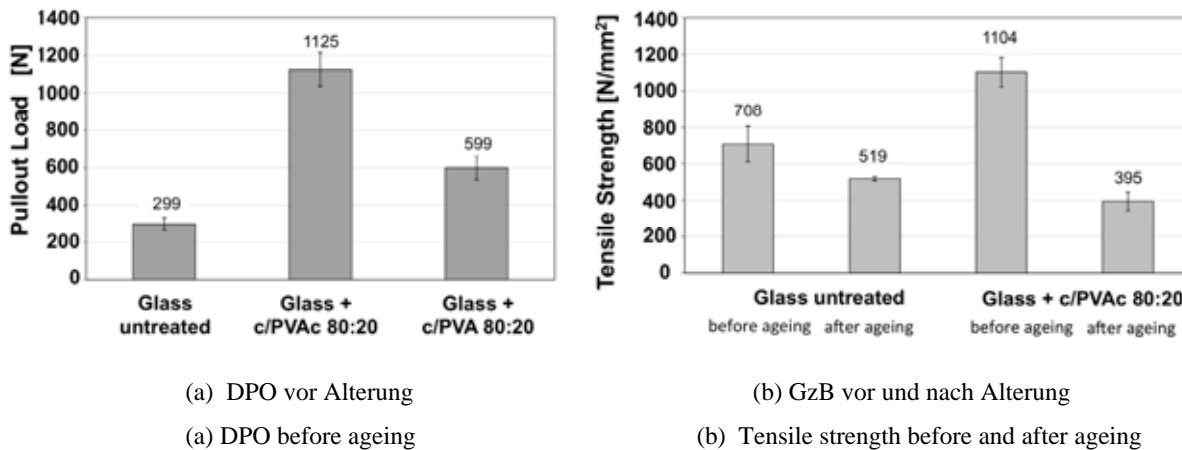 1400
1200
1000
800
600
400
200
0
Pullout Load [N]
299
1125
599
Glass untreated
Glass + c/PVAc 80:20
Glass + c/PVA 80:20
1400
1200
1000
800
600
400
200
0
Tensile Strength [N/mm²]
708
519
1104
395
Glass untreated
Glass + c/PVAc 80:20
before ageing
after ageing
before ageing
after ageing
(a) DPO vor Alterung
(b) GzB vor und nach Alterung
(a) DPO before ageing
(b) Tensile strength before and after ageing